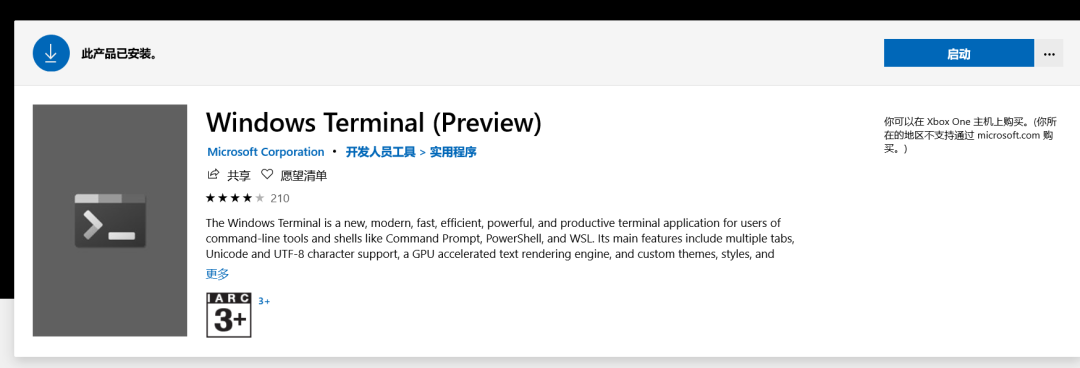 此产品已安装。
启动
Windows Terminal (Preview)
Microsoft Corporation • 开发人员工具 > 实用程序
共享 愿望清单
210
The Windows Terminal is a new, modern, fast, efficient, powerful, and productive terminal application for users of
command-line tools and shells like Command Prompt, PowerShell, and WSL. Its main features include multiple tabs,
Unicode and UTF-8 character support, a GPU accelerated text rendering engine, and custom themes, styles, and
更多
IARC
3+
3+
你可以在 Xbox One 主机上购买。(你所
在的地区不支持通过 microsoft.com 购
买。)